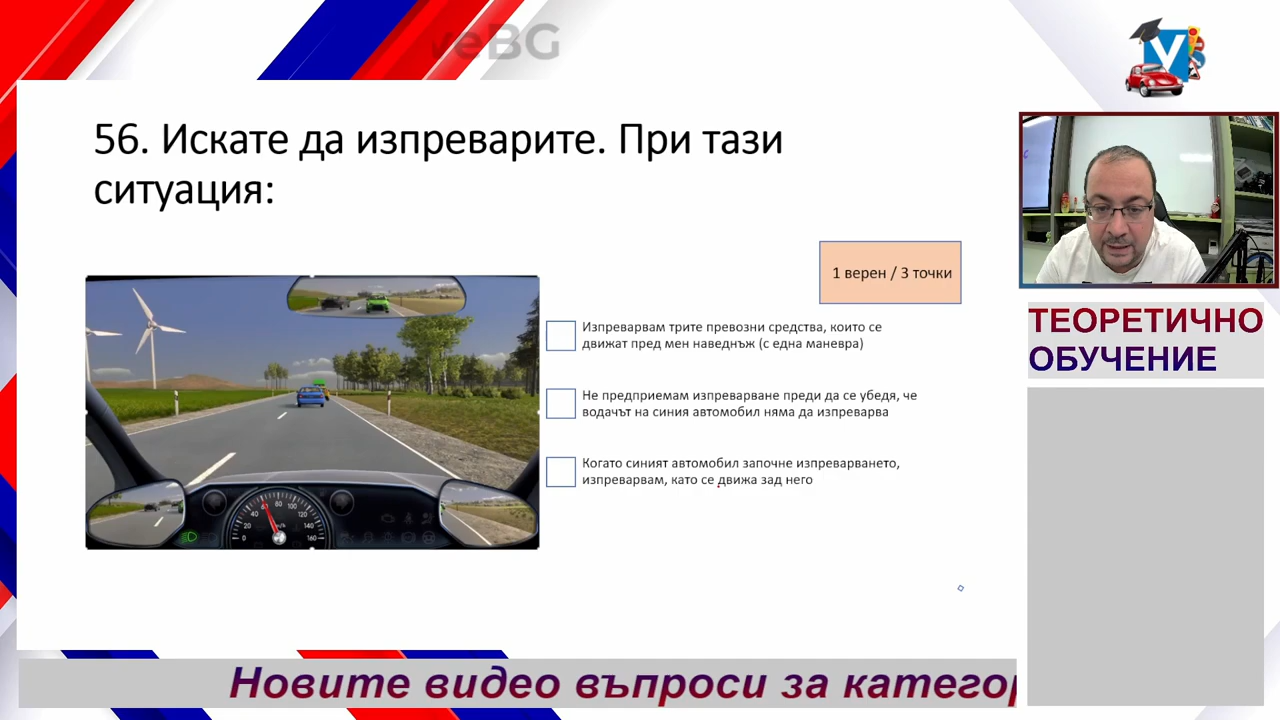 eBG
56. Искате да изпреварите. При тази
ситуация:
1 верен / 3 точки
Изпреварвам трите превозни средства, които се
движат пред мен наведнъж (с една маневра)
Не предприемам изпреварване преди да се убедя, че
водачът на синия автомобил няма да изпреварва
Когато синият автомобил започне изпреварването,
изпреварвам, като се движа зад него
ТЕОРЕТИЧНО
ОБУЧЕНИЕ
Новите видео въпроси за катего